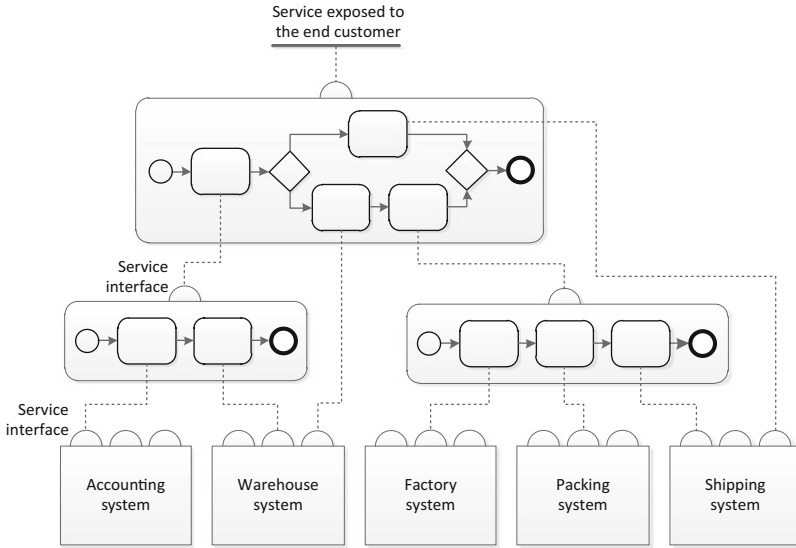 Service exposed to
the end customer
Service
interface
Service
interface
Accounting
system
Warehouse
system
Factory
system
Packing
system
Shipping
system